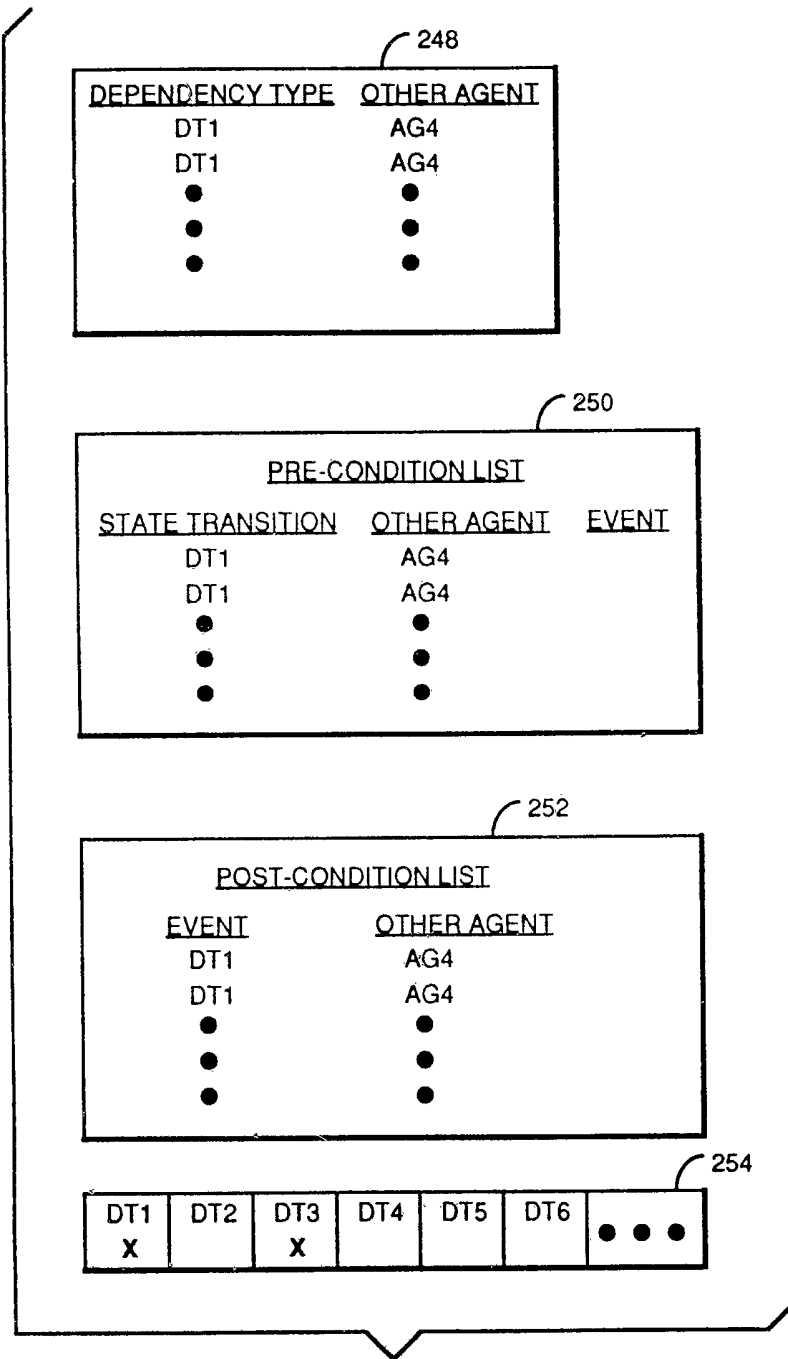 248
DEPENDENCY TYPE OTHER AGENT
DT1 AG4
DT1 AG4
250
PRE-CONDITION LIST
STATE TRANSITION OTHER AGENT EVENT
DT1 AG4
DT1 AG4
252
POST-CONDITION LIST
EVENT OTHER AGENT
DT1 AG4
DT1 AG4
254
DT1 DT2 DT3 DT4 DT5 DT6
X X